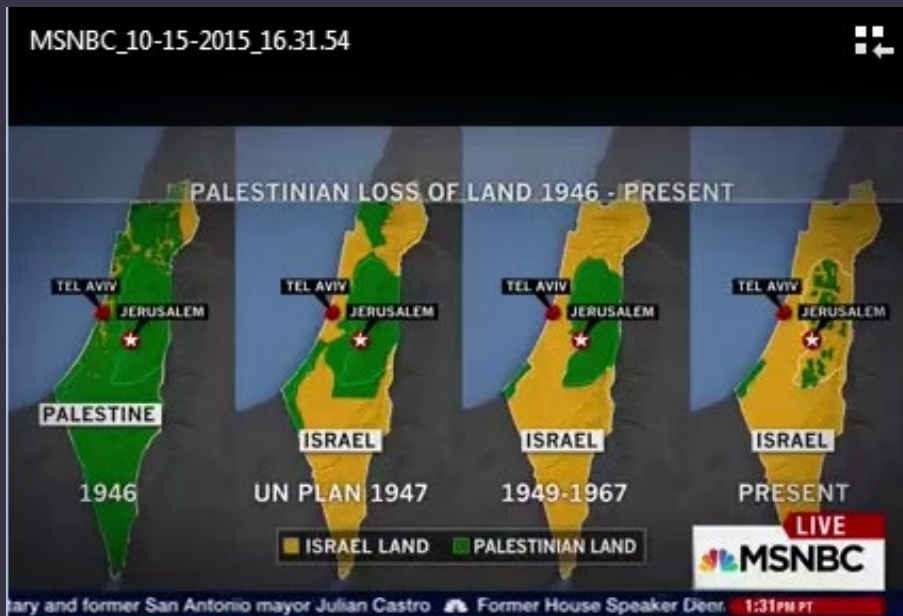 MSNBC_10-15-2015_16.31.54
PALESTINIAN LOSS OF LAND 1946 - PRESENT
TEL AVIV
JERUSALEM
PALESTINE
1946
TEL AVIV
JERUSALEM
ISRAEL
UN PLAN 1947
TEL AVIV
JERUSALEM
ISRAEL
1949-1967
TEL AVIV
JERUSALEM
ISRAEL
PRESENT
ISRAEL LAND
PALESTINIAN LAND
LIVE
MSNBC
tary and former San Antonio mayor Julian Castro
Former House Speaker
1:31PM PT